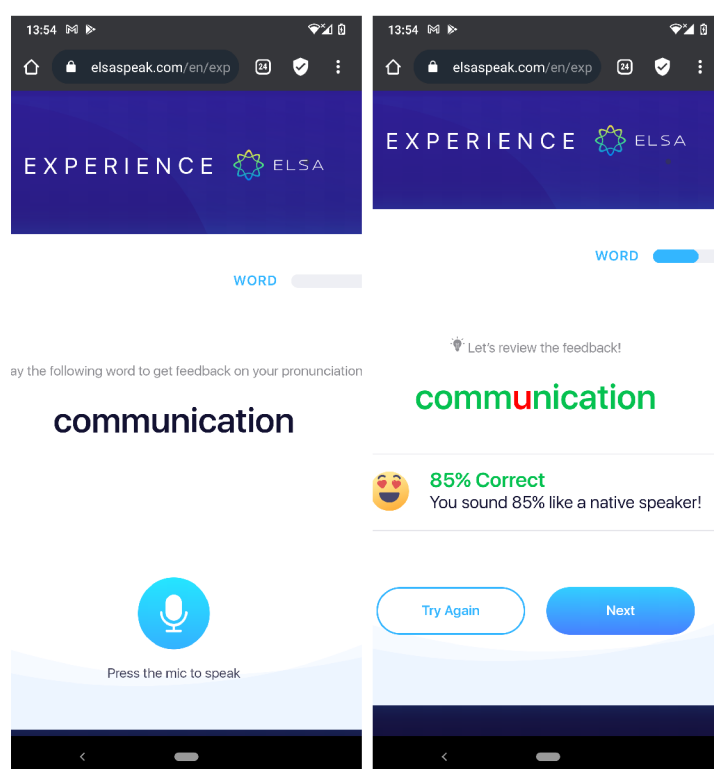 13:54
24
elsaspeak.com/en/exp
EXPERIENCE ELSA
WORD
ay the following word to get feedback on your pronunciation
communication
Press the mic to speak
13:54
24
elsaspeak.com/en/exp
EXPERIENCE ELSA
WORD
Let's review the feedback!
communication
85% Correct
You sound 85% like a native speaker!
Try Again
Next